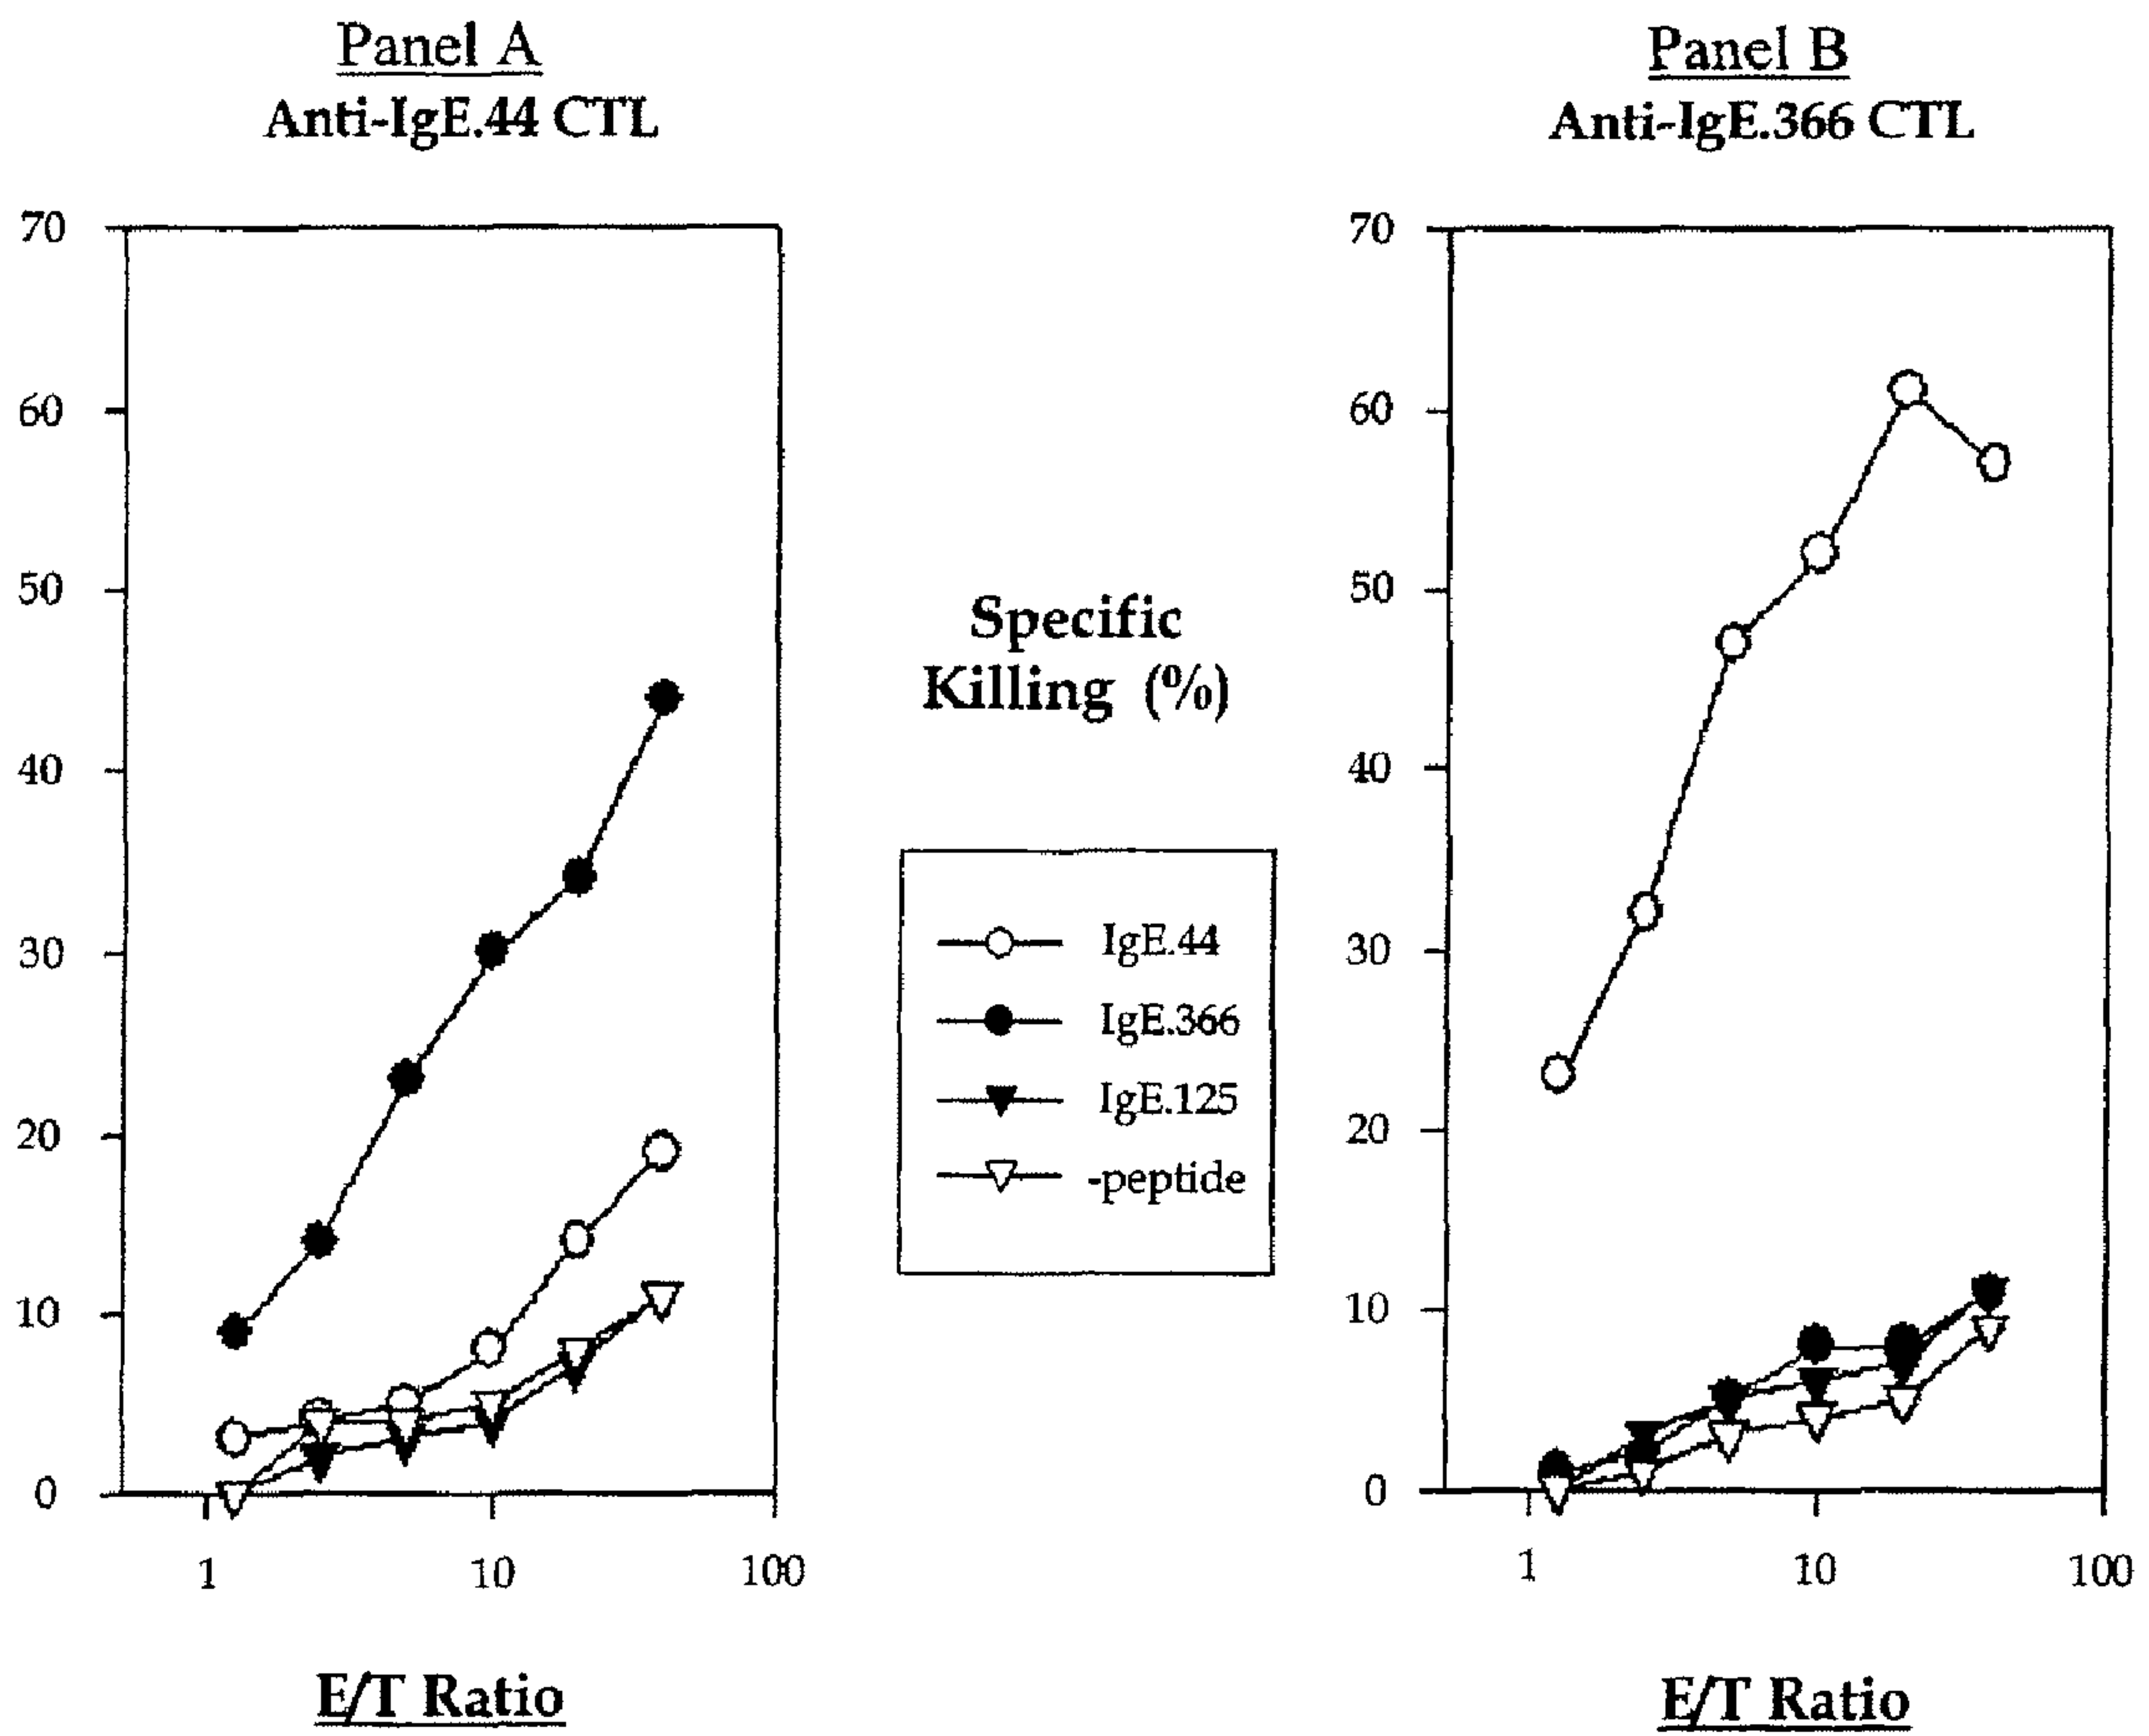 Panel A
Anti-IgE.44 CTL
70
60
50
40
30
20
10
0
1 10 100
E/T Ratio
Specific
Killing (%)
IgE.44
IgE.366
IgE.125
-peptide
Panel B
Anti-IgE.366 CTL
70
60
50
40
30
20
10
0
1 10 100
E/T Ratio